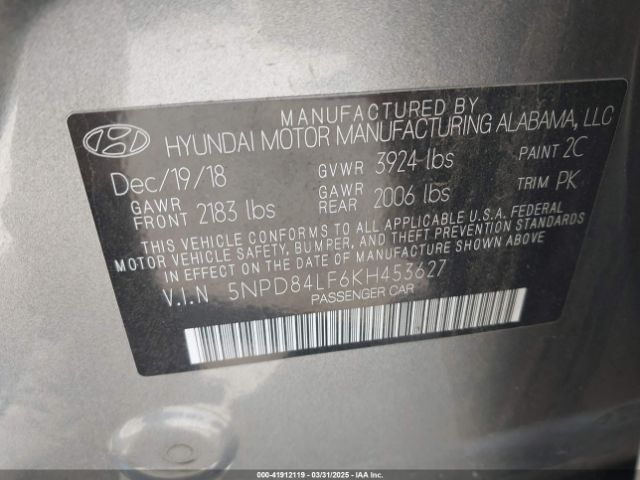 MANUFACTURED BY
HYUNDAI MOTOR MANUFACTURING ALABAMA, LLC
Dec/19/18 GVWR 3924 lbs PAINT 2C
GAWR FRONT 2183 lbs GAWR REAR 2006 lbs TRIM PK
THIS VEHICLE CONFORMS TO ALL APPLICABLE U.S.A. FEDERAL
MOTOR VEHICLE SAFETY, BUMPER, AND THEFT PREVENTION STANDARDS
IN EFFECT ON THE DATE OF MANUFACTURE SHOWN ABOVE.
V.I.N 5NPD84LF6KH453627
PASSENGER CAR
000-41912119 - 03/31/2025 - IAAI.COM